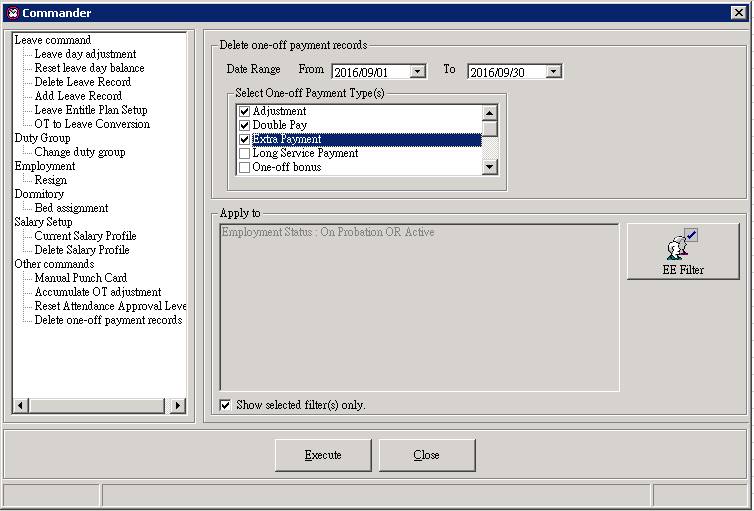 Commander
Leave command
Leave day adjustment
Reset leave day balance
Delete Leave Record
Add Leave Record
Leave Entitle Plan Setup
OT to Leave Conversion
Duty Group
Change duty group
Employment
Resign
Dormitory
Bed assignment
Salary Setup
Current Salary Profile
Delete Salary Profile
Other commands
Manual Punch Card
Accumulate OT adjustment
Reset Attendance Approval Leve
Delete one-off payment records
Delete one-off payment records
Date Range From 2016/09/01 To 2016/09/30
Select One-off Payment Type(s)
Adjustment
Double Pay
Extra Payment
Long Service Payment
One-off bonus
Apply to
Employment Status : On Probation OR Active
EE Filter
Show selected filter(s) only.
Execute Close